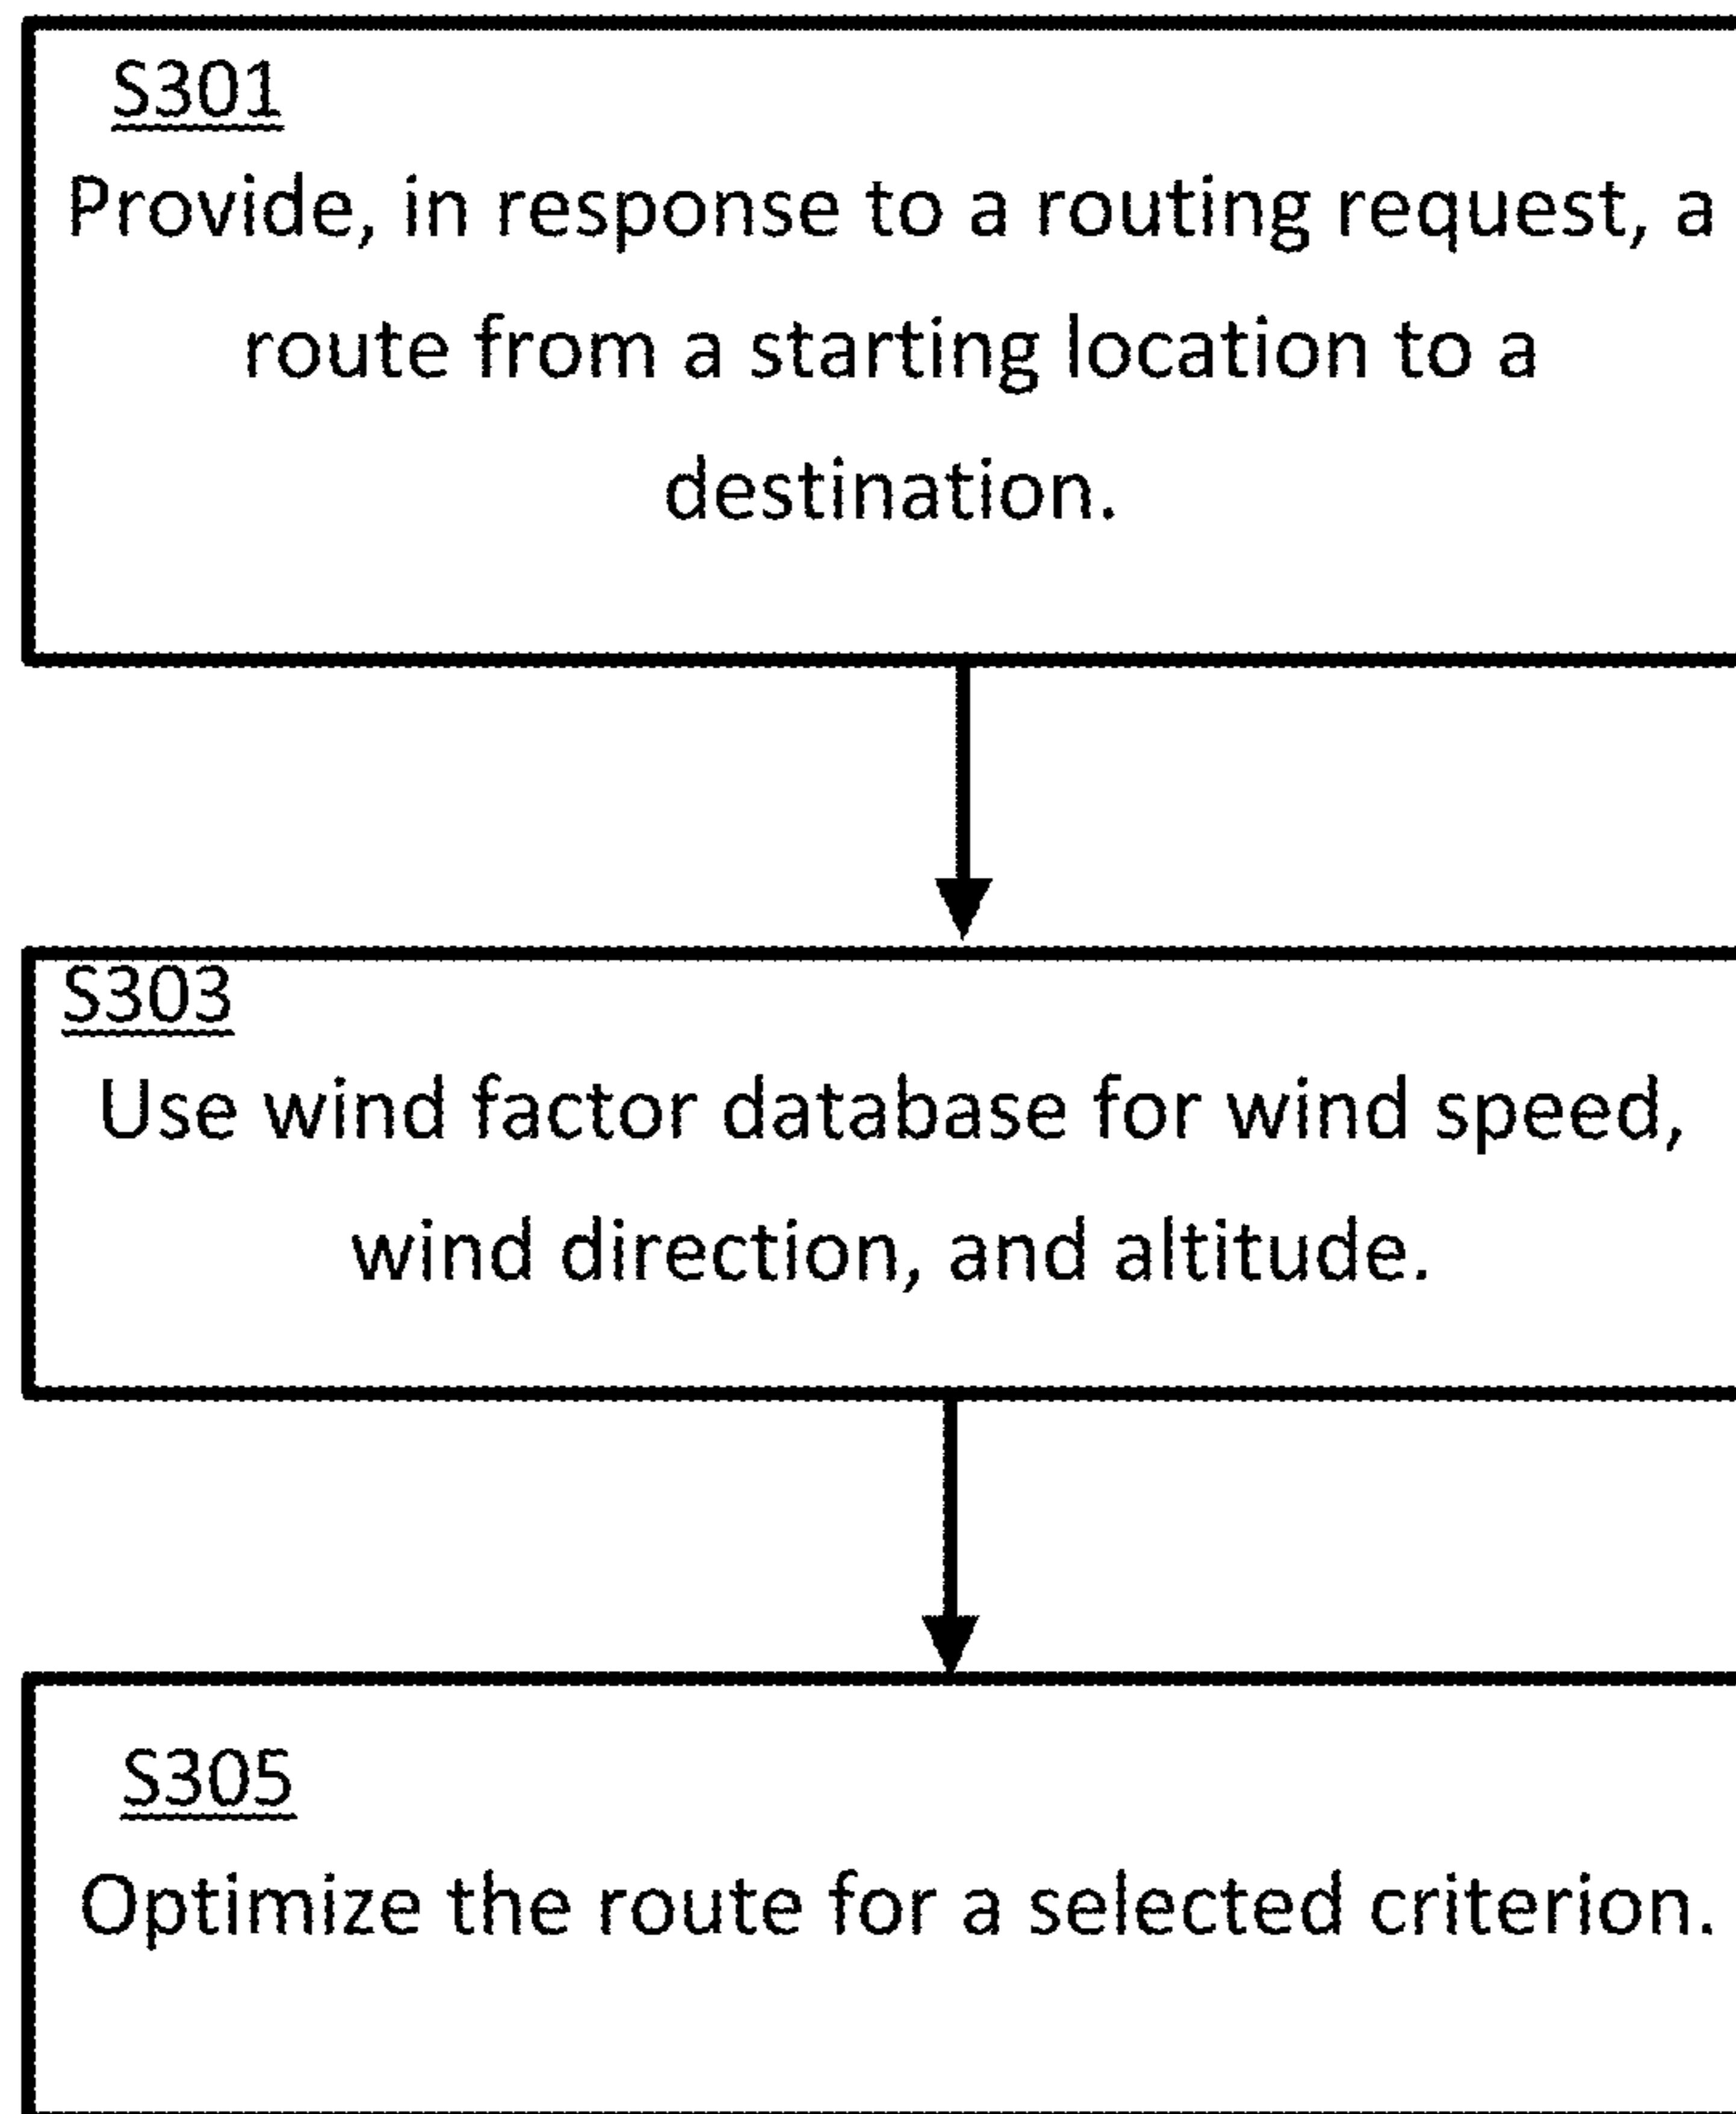 S301
Provide, in response to a routing request, a
route from a starting location to a
destination.
S303
Use wind factor database for wind speed,
wind direction, and altitude.
S305
Optimize the route for a selected criterion.